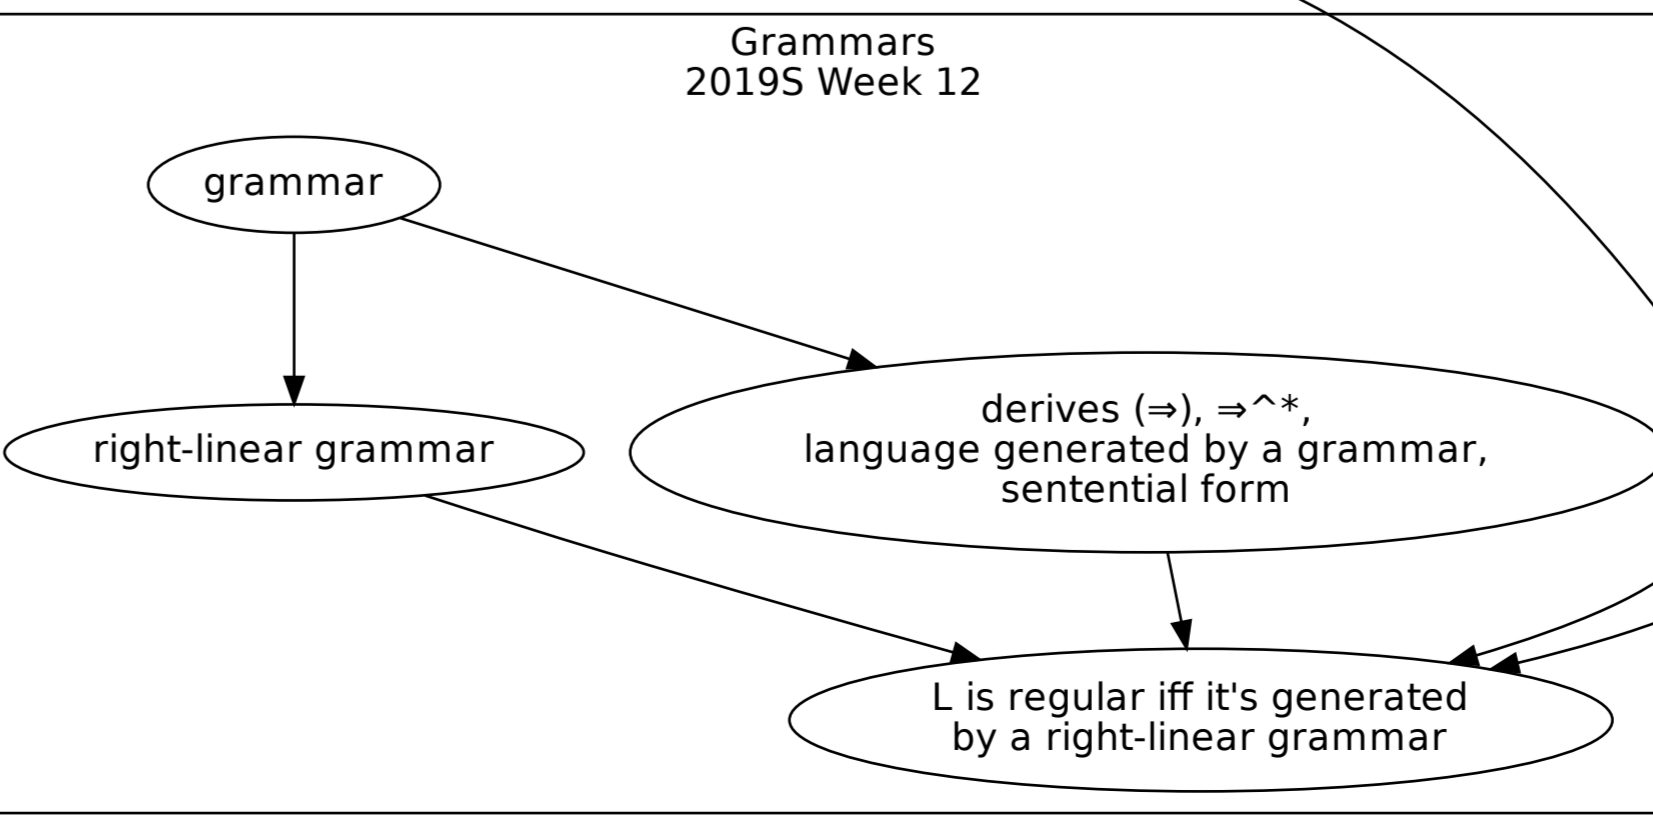 Grammars
2019S Week 12
grammar
right-linear grammar
derives (⇒), ⇒^*,
language generated by a grammar,
sentential form
L is regular iff it's generated
by a right-linear grammar